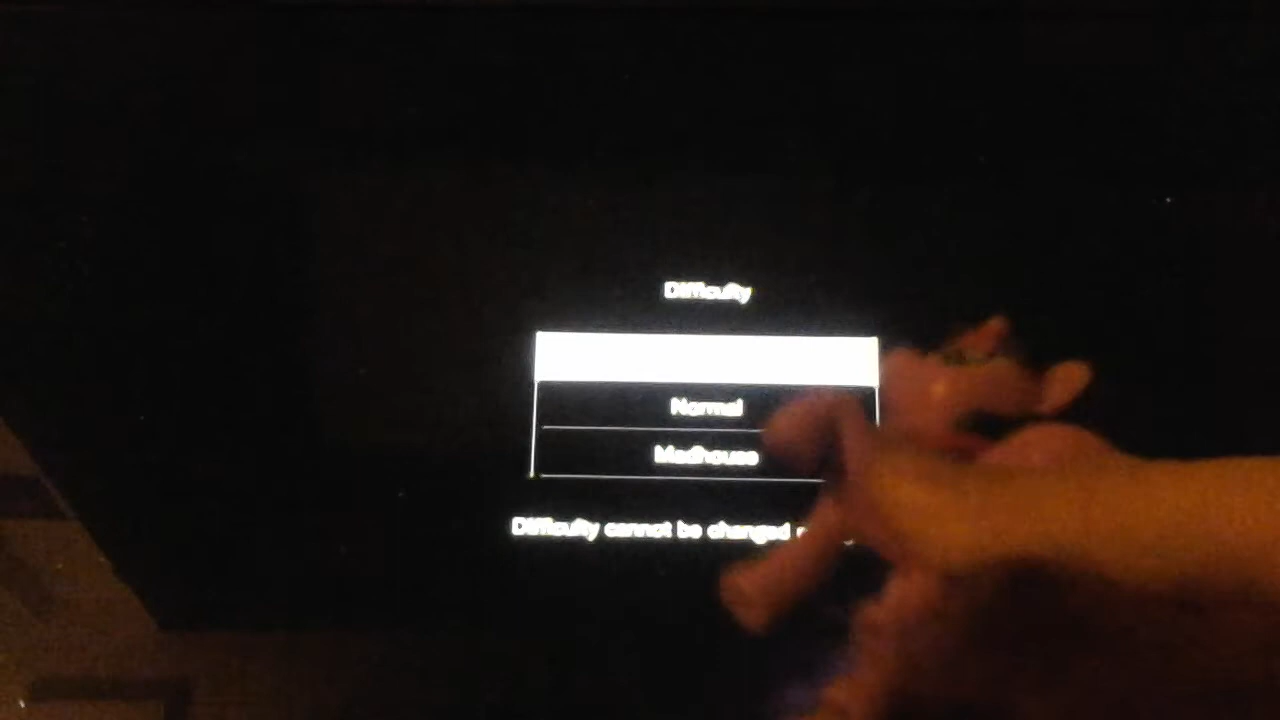 Difficulty
Normal
Madhouse
Difficulty cannot be changed